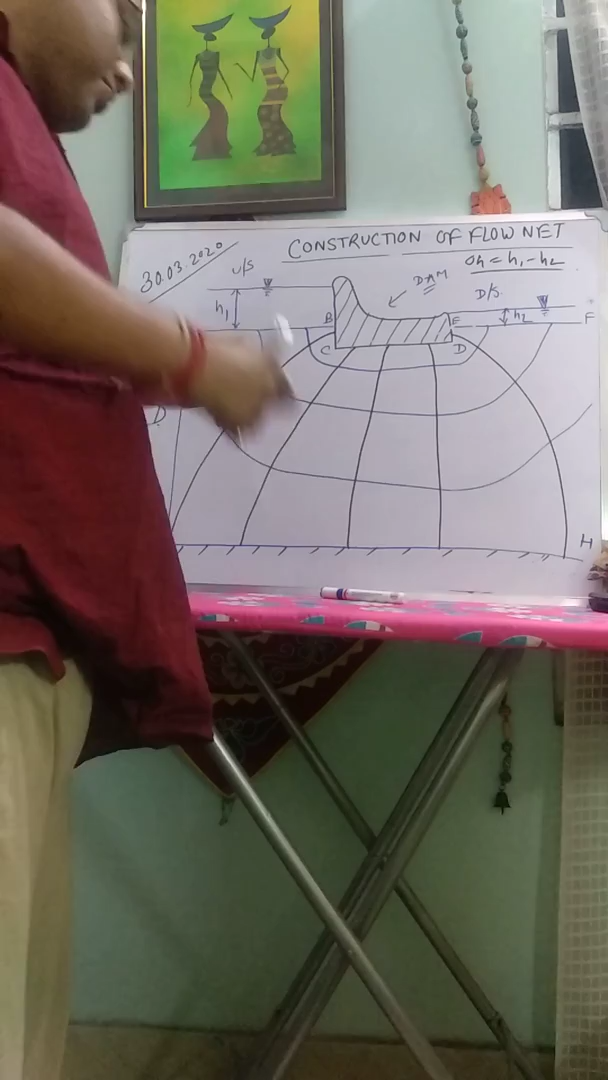 CONSTRUCTION OF FLOW NET
30.03.2020
Δh = h₁ - h₂
U/S
DAM
D/S
h₁
B
E
h₂
F
C
D
D
H